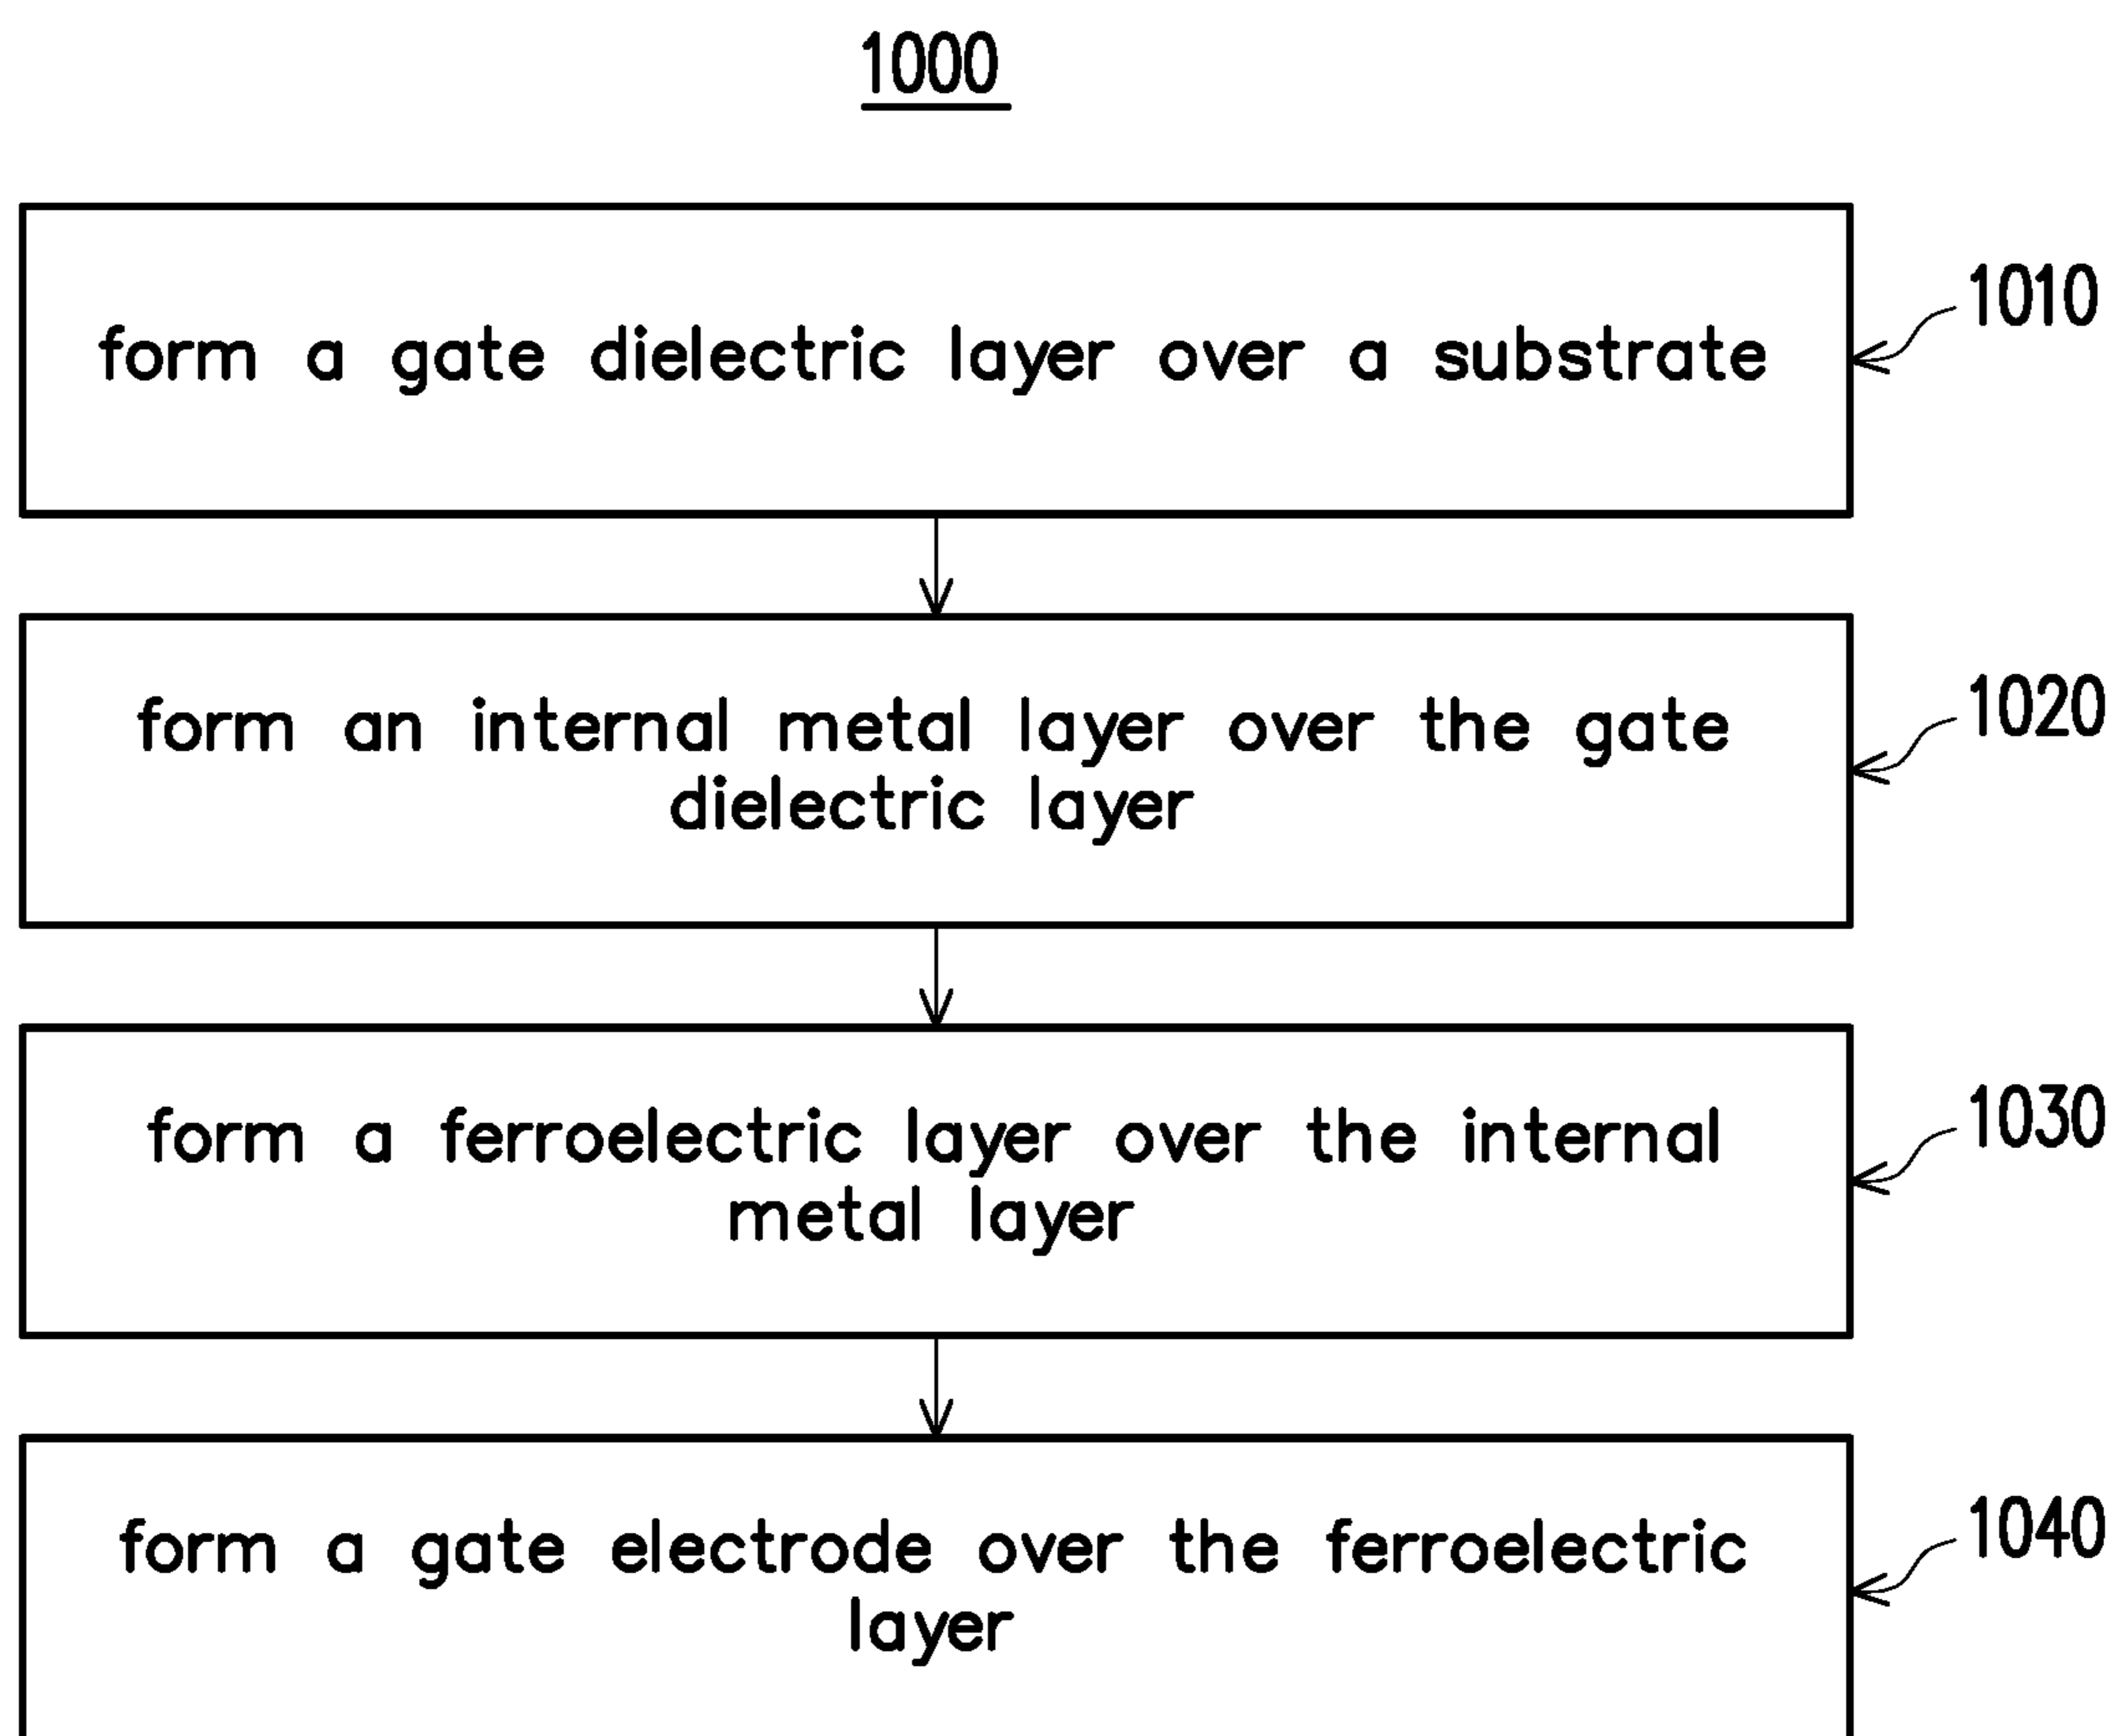 1000
form a gate dielectric layer over a substrate
1010
form an internal metal layer over the gate
dielectric layer
1020
form a ferroelectric layer over the internal
metal layer
1030
form a gate electrode over the ferroelectric
layer
1040